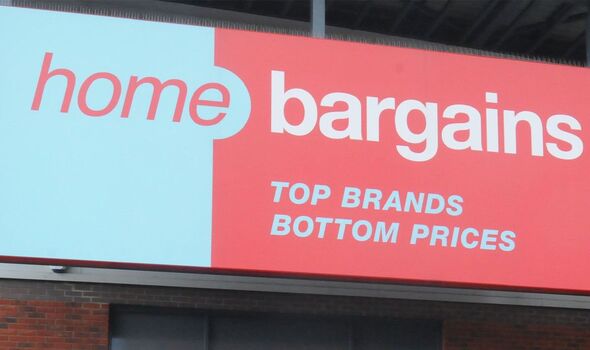 home bargains
TOP BRANDS
BOTTOM PRICES